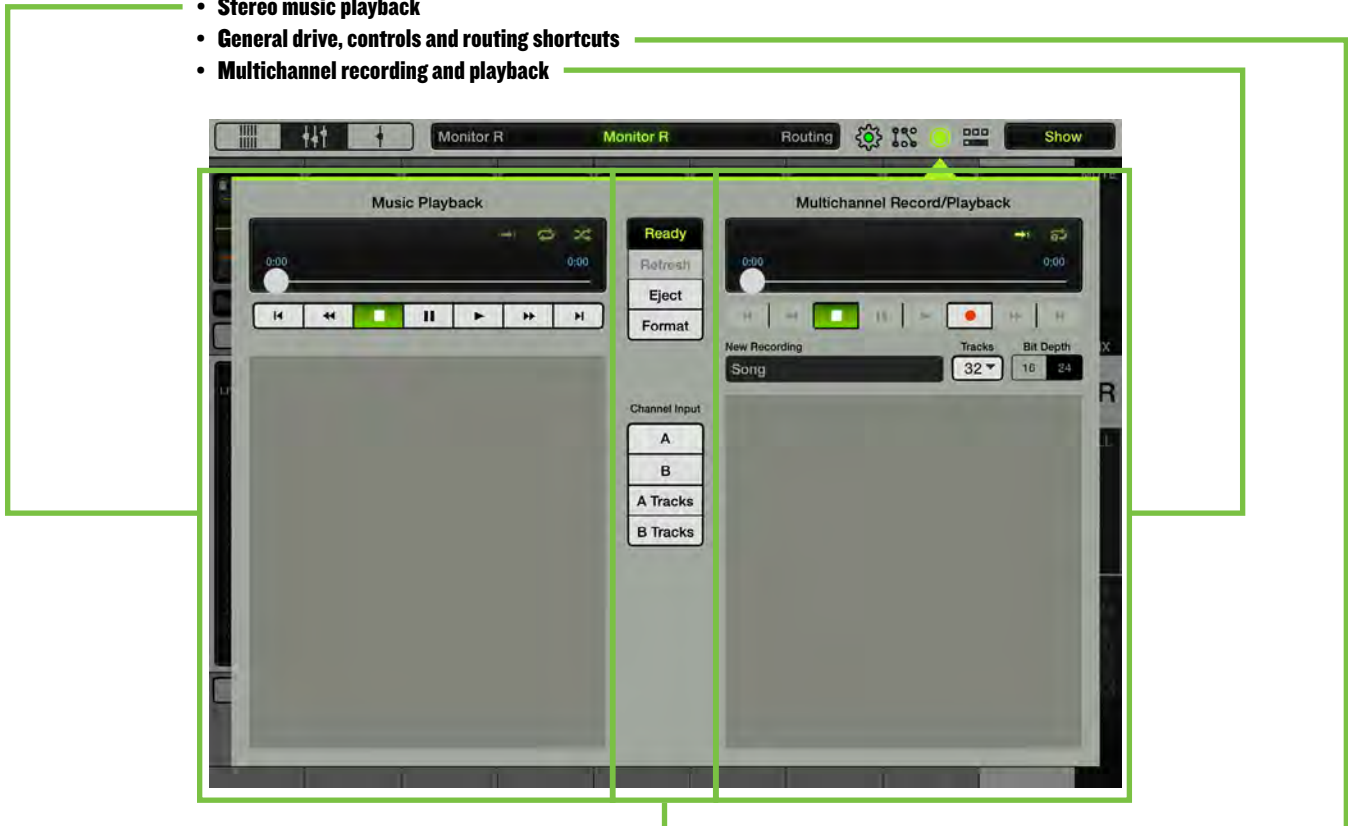 • Stereo music playback
• General drive, controls and routing shortcuts
• Multichannel recording and playback
Monitor R Monitor R Routing Show
Music Playback
0:00 0:00
Ready
Refresh
Eject
Format
Channel Input
A
B
A Tracks
B Tracks
Multichannel Record/Playback
0:00 0:00
New Recording Tracks Bit Depth
Song 32 16 24
R